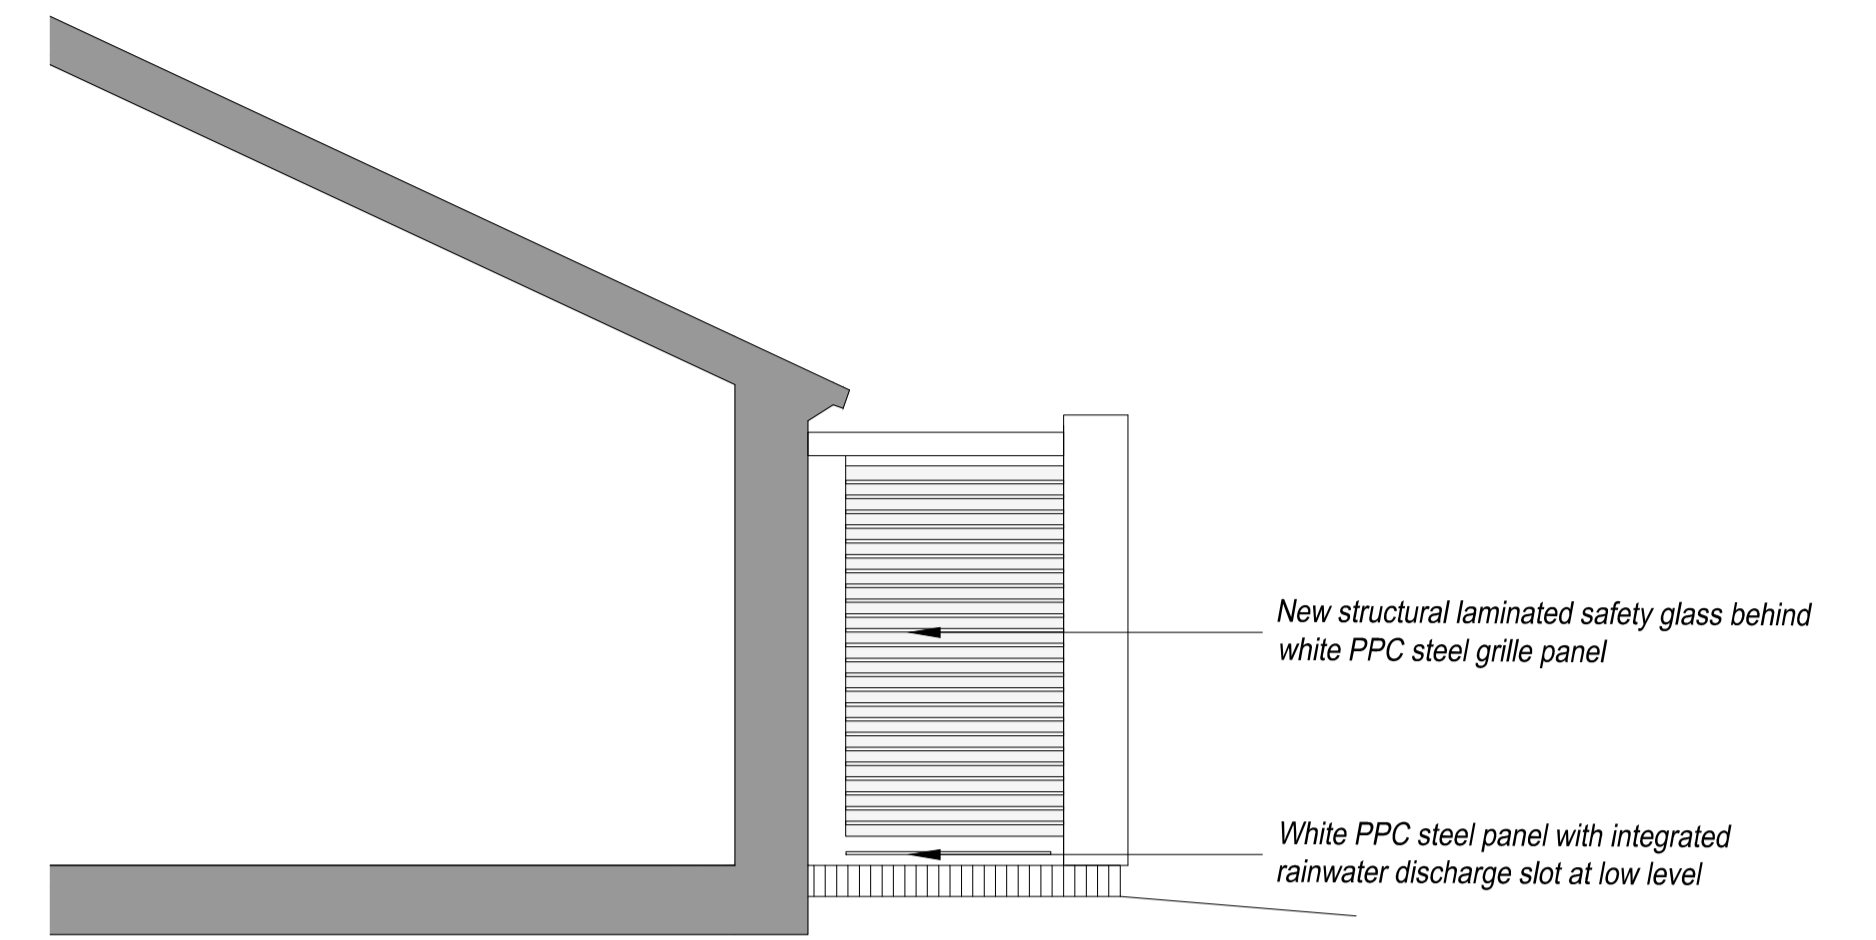 New structural laminated safety glass behind
white PPC steel grille panel
White PPC steel panel with integrated
rainwater discharge slot at low level